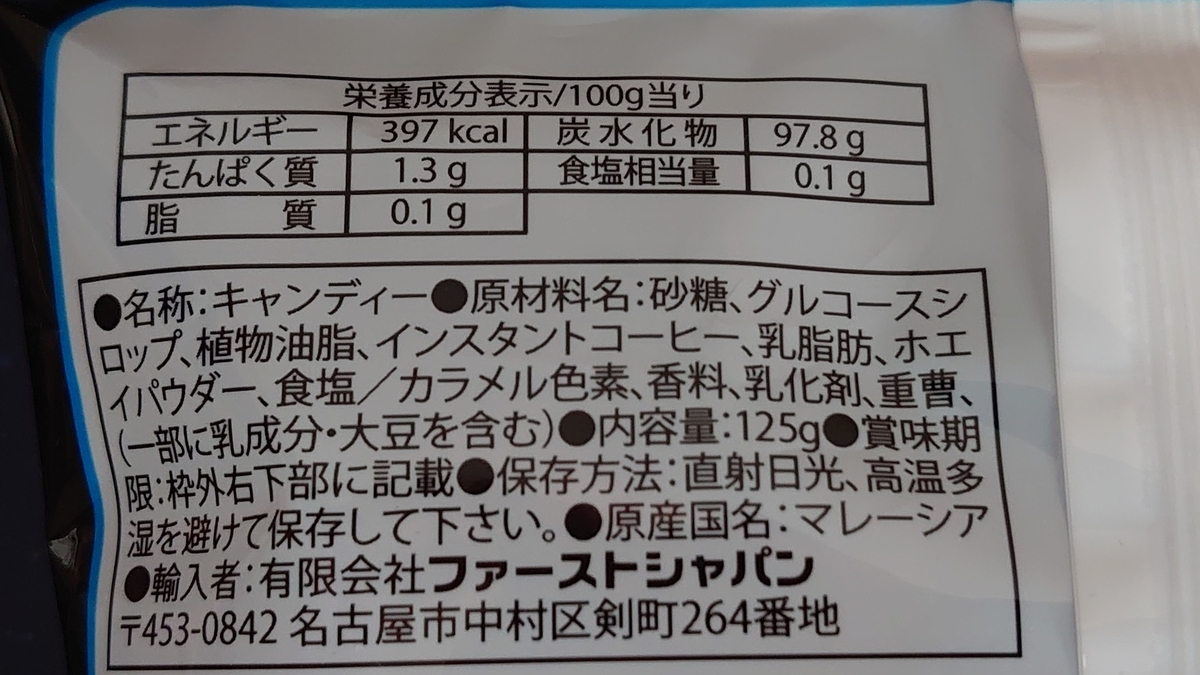 栄養成分表示/100g当り
エネルギー 397 kcal 炭水化物 97.8 g
たんぱく質 1.3 g 食塩相当量 0.1 g
脂質 0.1 g
●名称:キャンディー●原材料名:砂糖、グルコースシ
ロップ、植物油脂、インスタントコーヒー、乳脂肪、ホエ
イパウダー、食塩/カラメル色素、香料、乳化剤、重曹、
(一部に乳成分・大豆を含む)●内容量:125g●賞味期
限:枠外右下部に記載●保存方法:直射日光、高温多
湿を避けて保存して下さい。●原産国名:マレーシア
●輸入者:有限会社ファーストシャパン
〒453-0842 名古屋市中村区剣町264番地